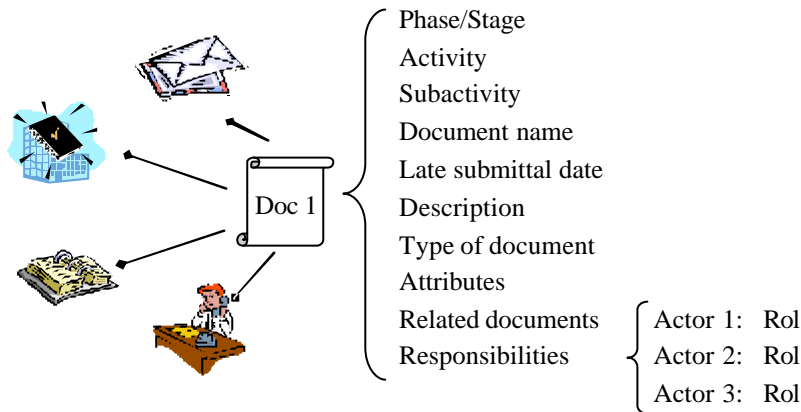 Phase/Stage
Activity
Subactivity
Document name
Late submittal date
Doc 1
Description
Type of document
Attributes
Related documents
Responsibilities
Actor 1: Rol
Actor 2: Rol
Actor 3: Rol